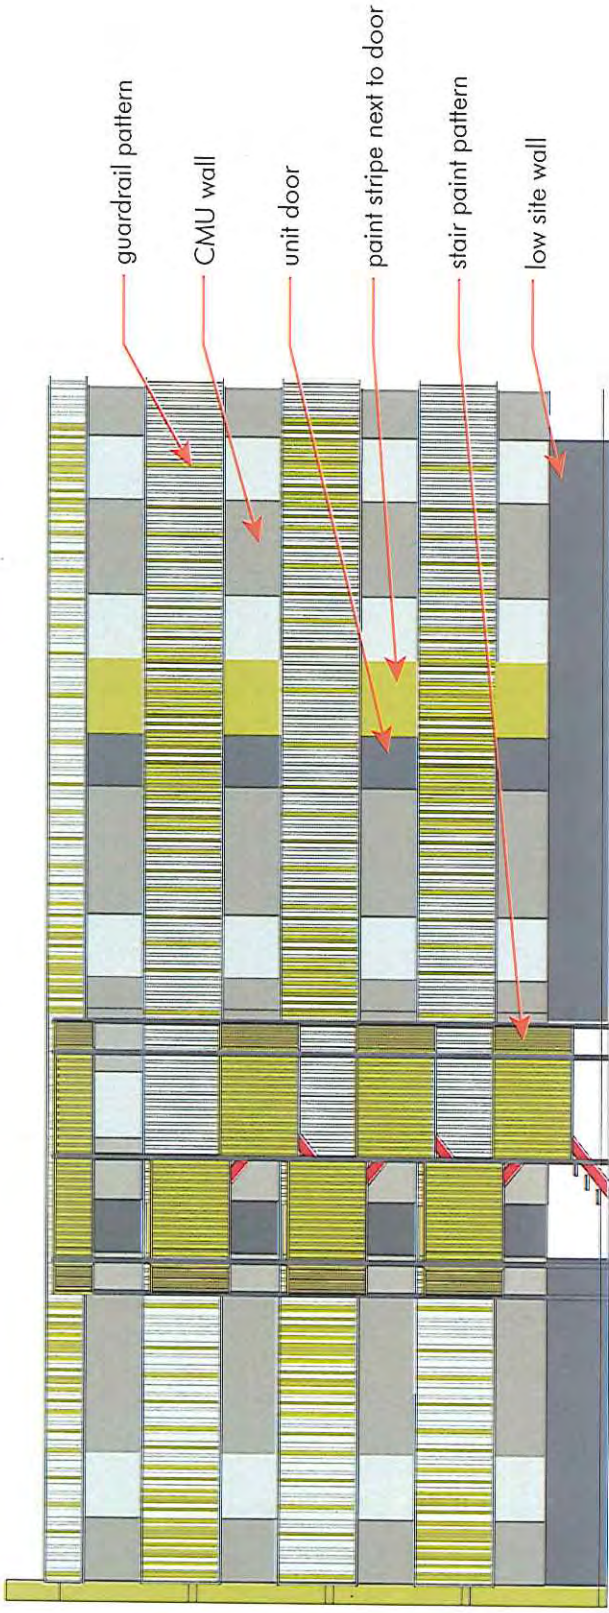 guardrail pattern
CMU wall
unit door
paint stripe next to door
stair paint pattern
low site wall